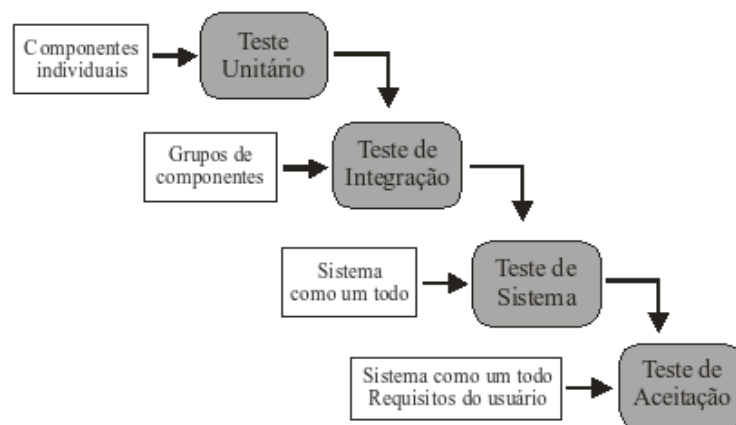 Componentes
individuais
Teste
Unitário
Grupos de
componentes
Teste de
Integração
Sistema
como um todo
Teste de
Sistema
Sistema como um todo
Requisitos do usuário
Teste de
Aceitação